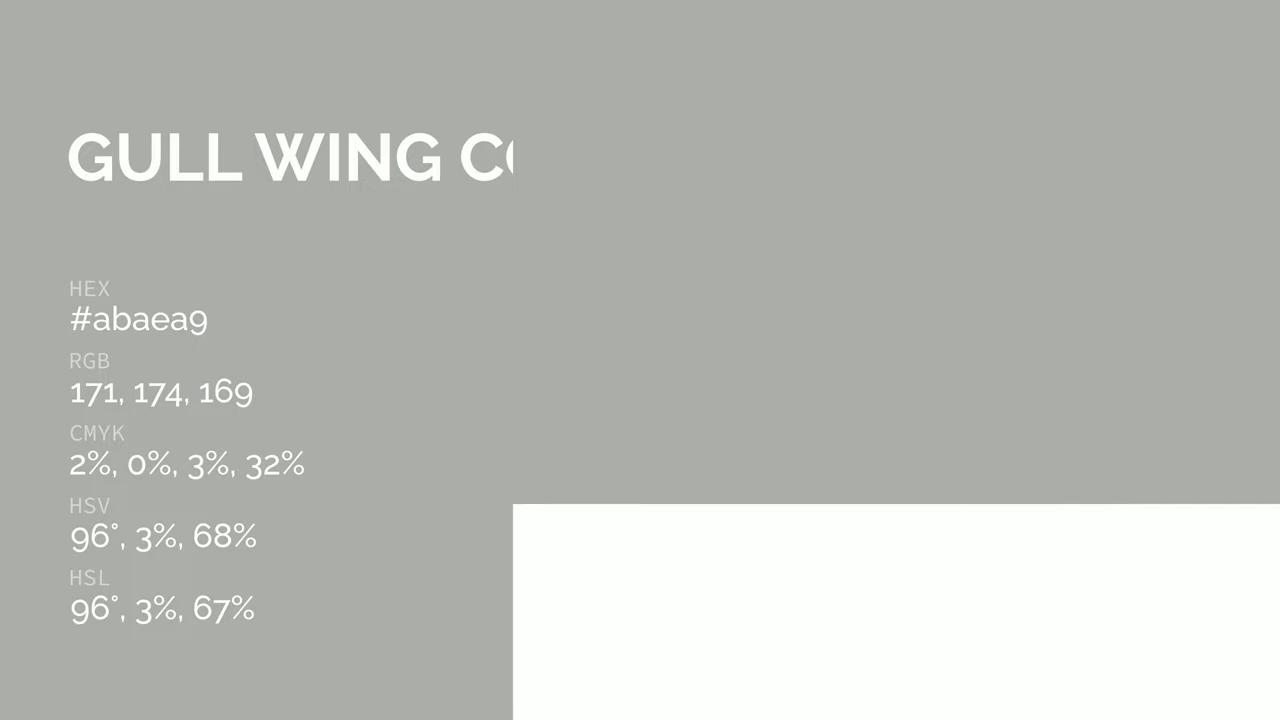 GULL WING C
HEX
#abaea9
RGB
171, 174, 169
CMYK
2%, 0%, 3%, 32%
HSV
96°, 3%, 68%
HSL
96°, 3%, 67%